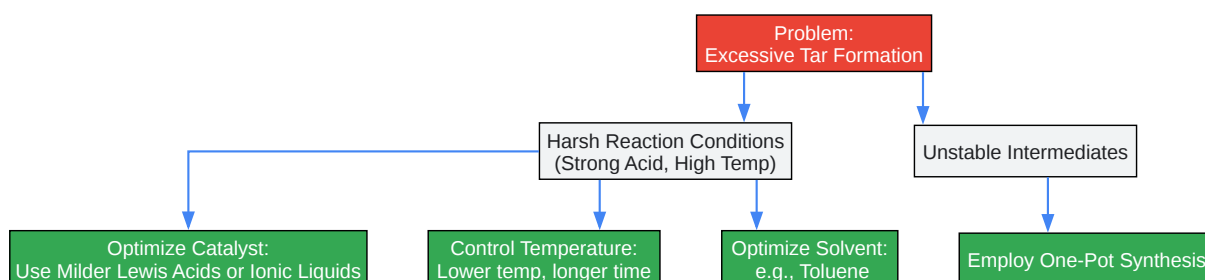 Problem:
Excessive Tar Formation
Harsh Reaction Conditions
(Strong Acid, High Temp)
Unstable Intermediates
Optimize Catalyst:
Use Milder Lewis Acids or Ionic Liquids
Control Temperature:
Lower temp, longer time
Optimize Solvent:
e.g., Toluene
Employ One-Pot Synthesis